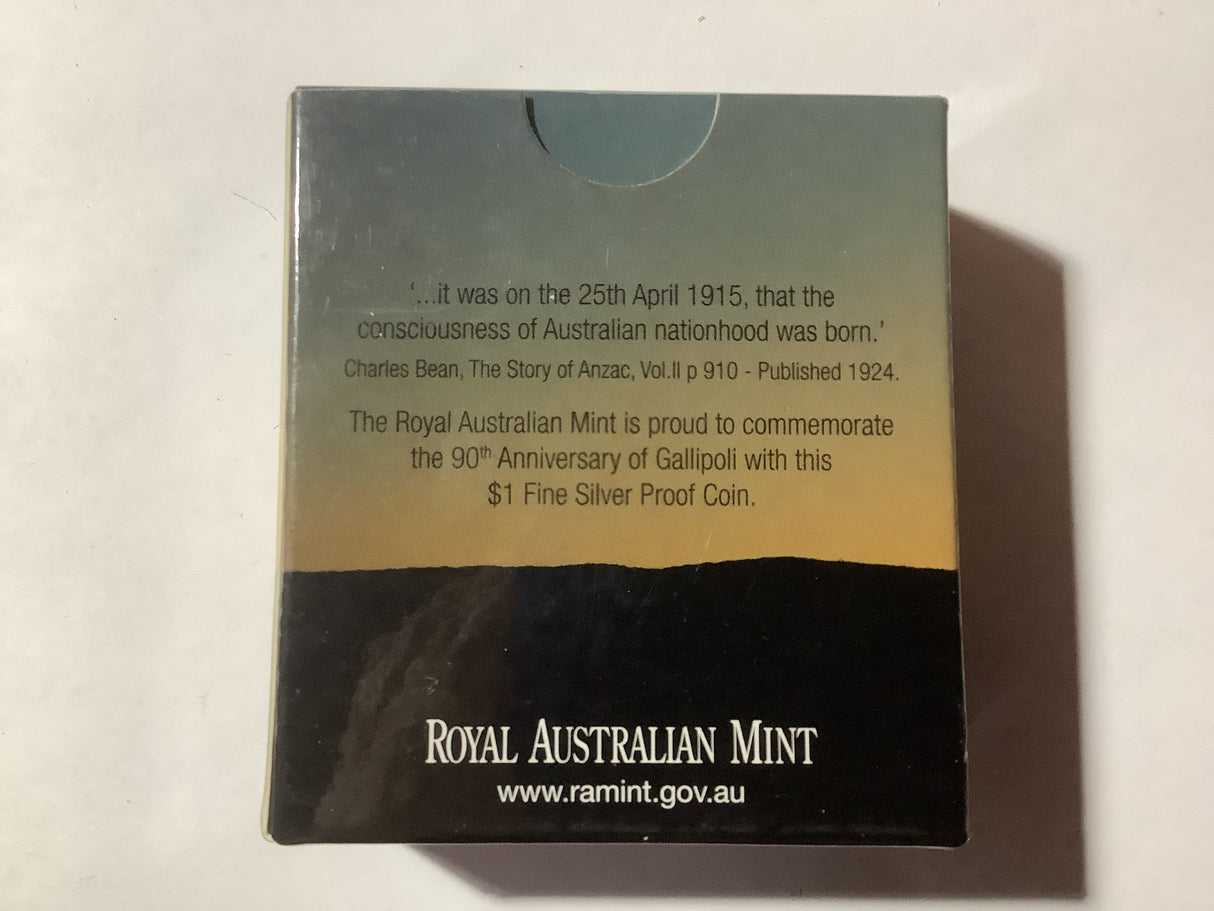 ‘...it was on the 25th April 1915, that the
consciousness of Australian nationhood was born.’
Charles Bean, The Story of Anzac, Vol.II p 910 - Published 1924.
The Royal Australian Mint is proud to commemorate
the 90th Anniversary of Gallipoli with this
$1 Fine Silver Proof Coin.
ROYAL AUSTRALIAN MINT
www.ramint.gov.au